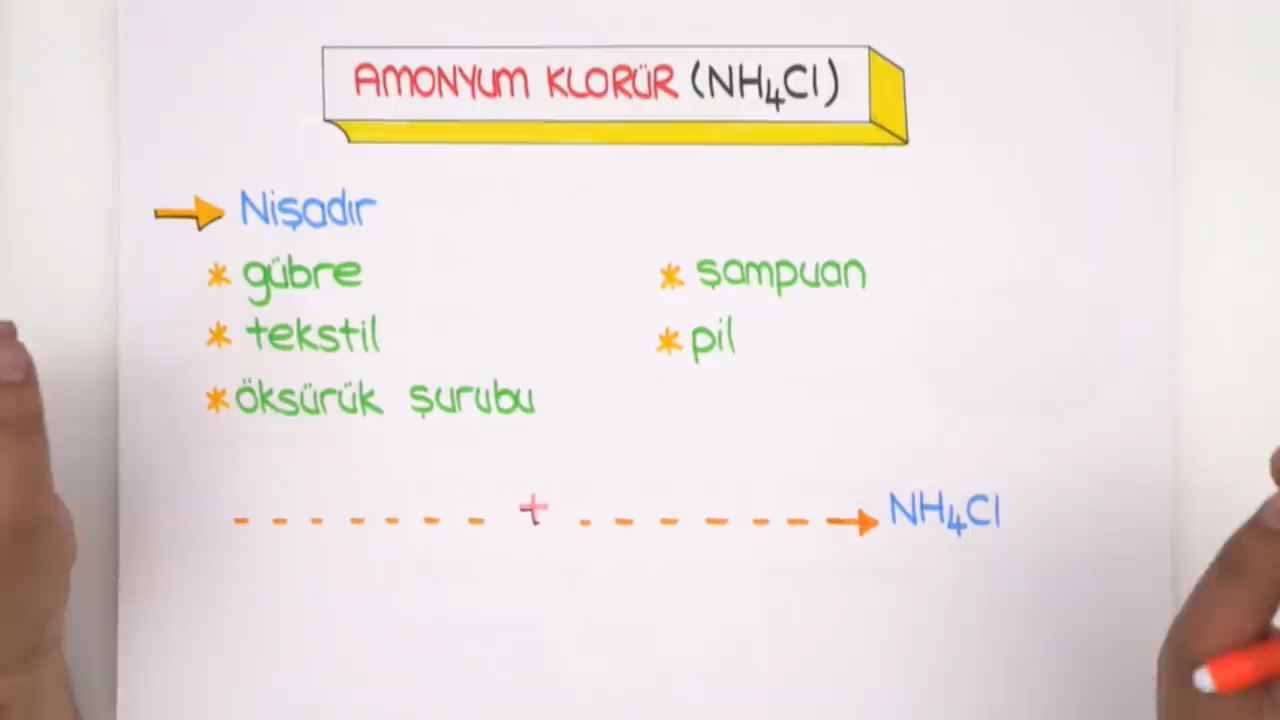 AMONYUM KLORÜR (NH₄Cl)
Nişadır
* gübre
* şampuan
* tekstil
* pil
* öksürük şurubu
+ NH₄Cl